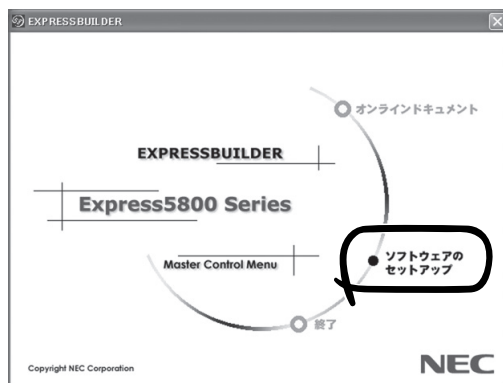 EXPRESSBUILDER
オンラインドキュメント
EXPRESSBUILDER
Express5800 Series
ソフトウェアの
セットアップ
Master Control Menu
終了
Copyright NEC Corporation
NEC